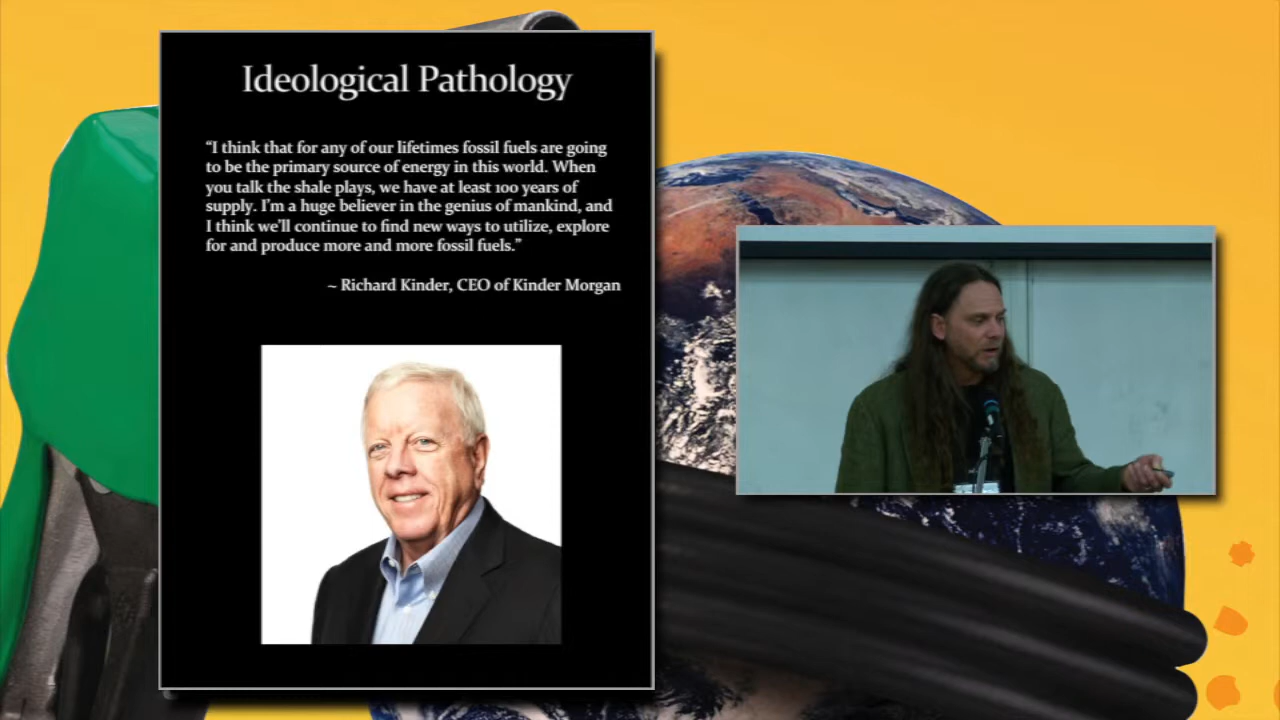 Ideological Pathology
“I think that for any of our lifetimes fossil fuels are going
to be the primary source of energy in this world. When
you talk the shale plays, we have at least 100 years of
supply. I’m a huge believer in the genius of mankind, and
I think we’ll continue to find new ways to utilize, explore
for and produce more and more fossil fuels.”
~ Richard Kinder, CEO of Kinder Morgan